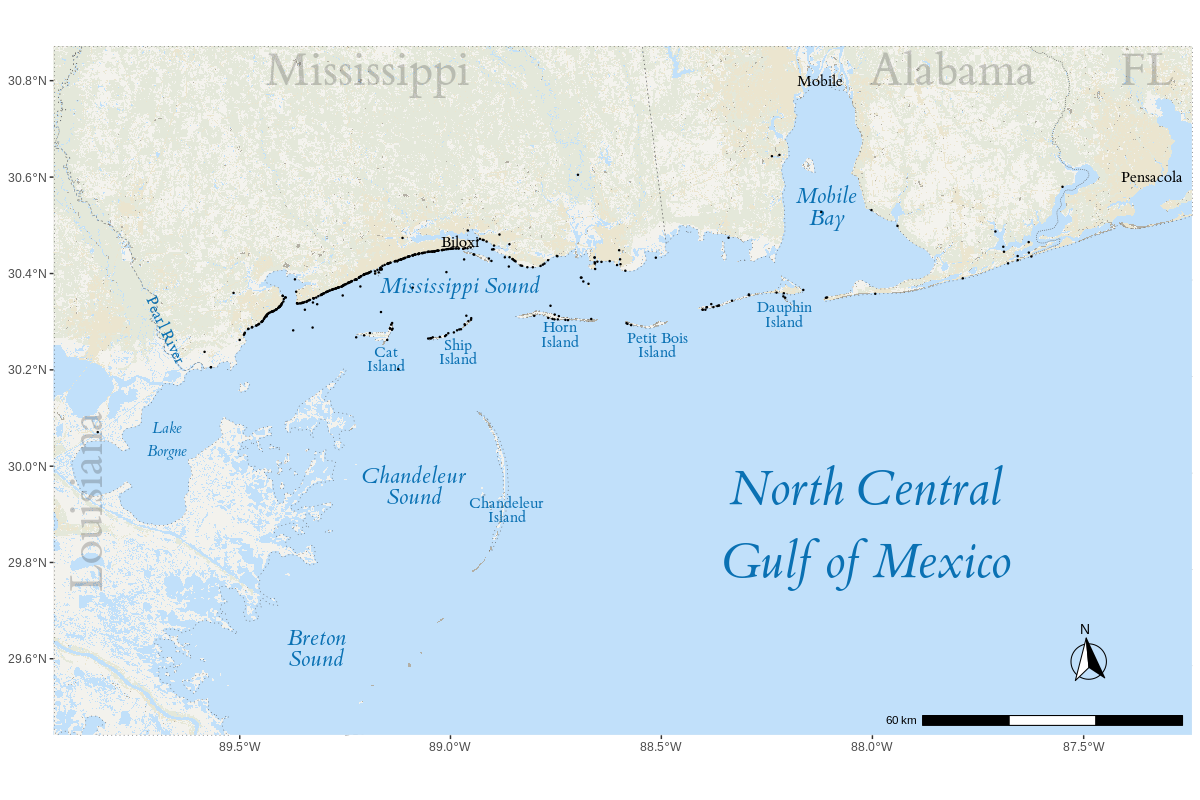 Mississippi
Alabama
FL
30.8°N
Mobile
30.6°N
Pensacola
Mobile
Bay
Biloxi
30.4°N
Mississippi Sound
Pearl River
Dauphin
Island
Horn
Island
Petit Bois
Island
Ship
Island
Cat
Island
30.2°N
Lake
Borgne
Louisiana
30.0°N
Chandeleur
Sound
Chandeleur
Island
North Central
Gulf of Mexico
29.8°N
Breton
Sound
29.6°N
N
60 km
89.5°W
89.0°W
88.5°W
88.0°W
87.5°W